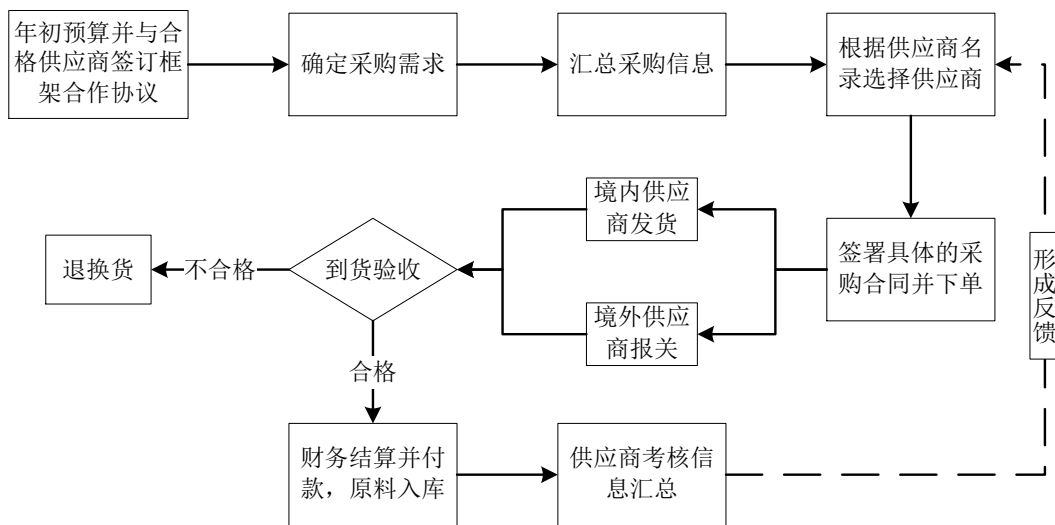 年初预算并与合
格供应商签订框
架合作协议
确定采购需求
汇总采购信息
根据供应商名
录选择供应商
签署具体的采
购合同并下单
境内供应
商发货
境外供应
商报关
到货验收
不合格
退换货
合格
财务结算并付
款，原料入库
供应商考核信
息汇总
形成反馈